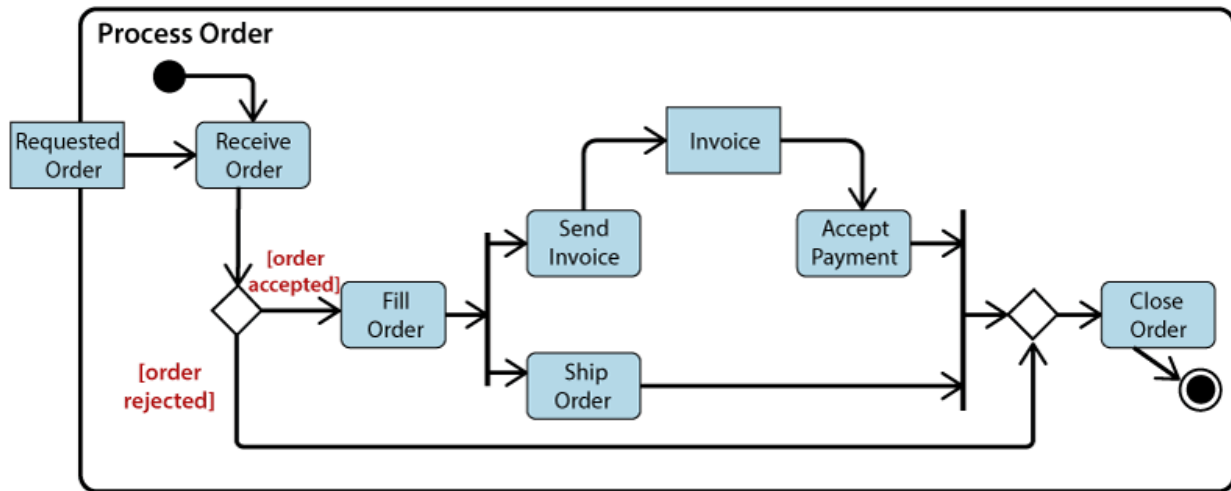 Process Order
Requested
Order
Receive
Order
Invoice
Send
Invoice
Accept
Payment
[order
accepted]
Fill
Order
Close
Order
Ship
Order
[order
rejected]